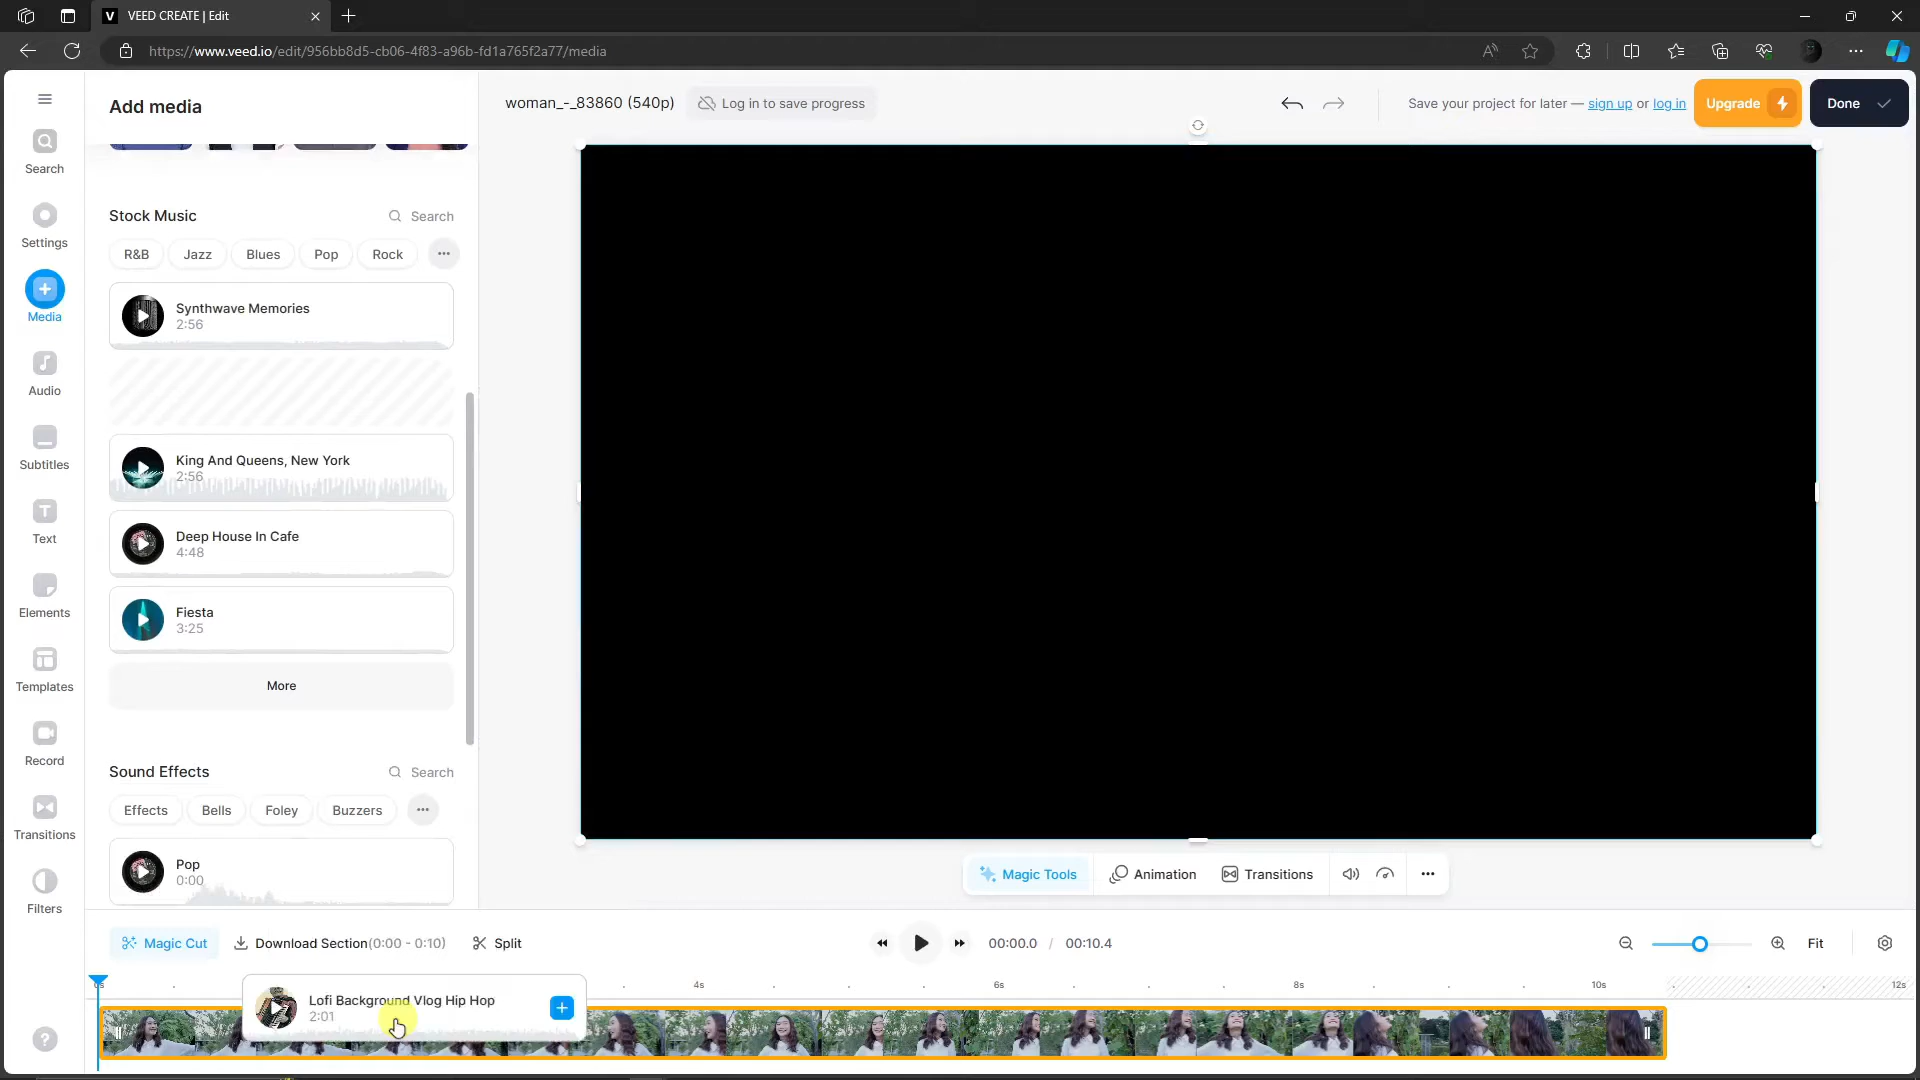 VEED CREATE | Edit
https://www.veed.io/edit/956bb8d5-cb06-4f83-a96b-fd1a765f2a77/media
Add media
woman_-_83860 (540p)
Log in to save progress
Save your project for later — sign up or log in
Upgrade
Done
Search
Settings
Media
Audio
Subtitles
Text
Elements
Templates
Record
Transitions
Filters
Stock Music
Search
R&B
Jazz
Blues
Pop
Rock
Synthwave Memories
2:56
King And Queens, New York
2:56
Deep House In Cafe
4:48
Fiesta
3:25
More
Sound Effects
Search
Effects
Bells
Foley
Buzzers
Pop
0:00
Magic Tools
Animation
Transitions
Magic Cut
Download Section(0:00 - 0:10)
Split
00:00.0 / 00:10.4
Fit
4s
6s
8s
10s
12s
Lofi Background Vlog Hip Hop
2:01